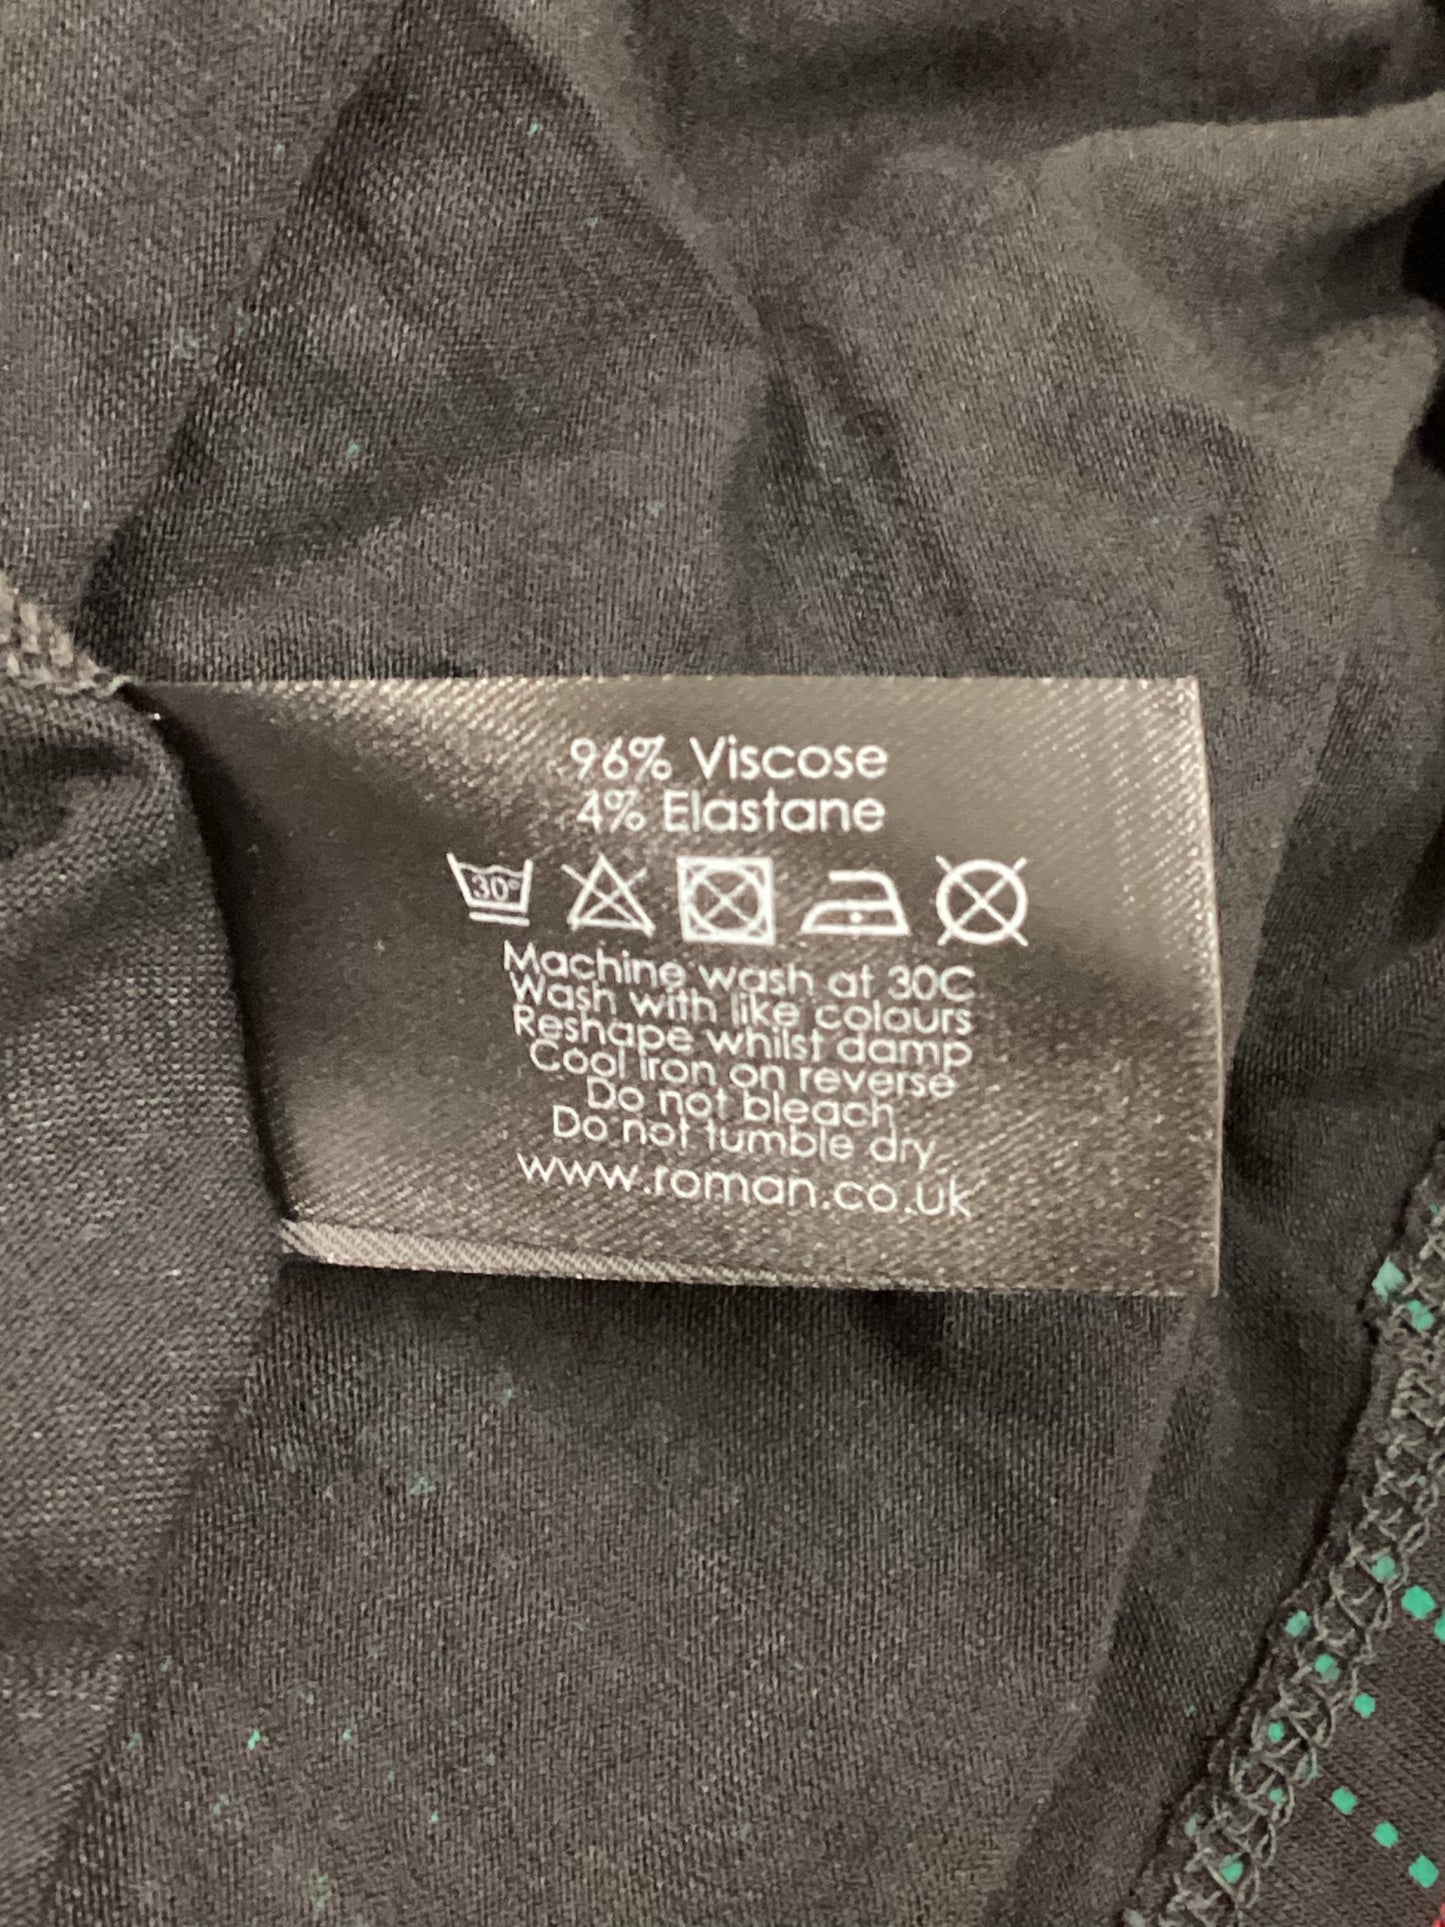 96% Viscose
4% Elastane
30°
Machine wash at 30C
Wash with like colours
Reshape whilst damp
Cool iron on reverse
Do not bleach
Do not tumble dry
www.roman.co.uk